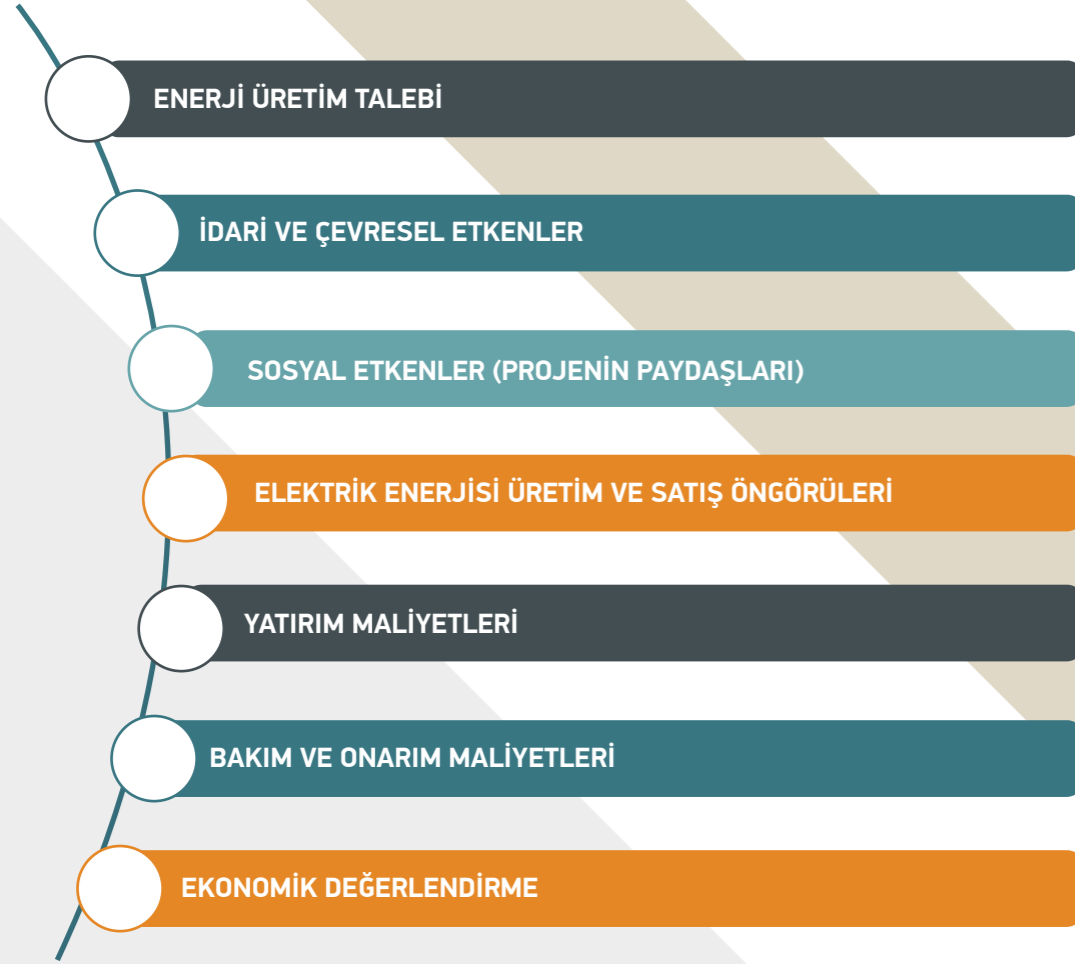 ENERJİ ÜRETİM TALEBİ
İDARİ VE ÇEVRESEL ETKENLER
SOSYAL ETKENLER (PROJENİN PAYDAŞLARI)
ELEKTRİK ENERJİSİ ÜRETİM VE SATIŞ ÖNGÖRÜLERİ
YATIRIM MALİYETLERİ
BAKIM VE ONARIM MALİYETLERİ
EKONOMİK DEĞERLENDİRME